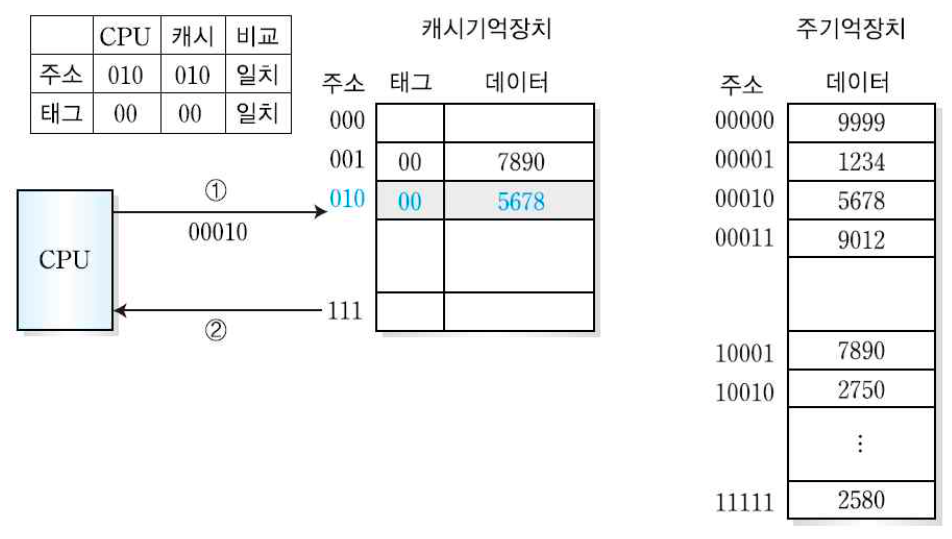 CPU 캐시 비교
주소 010 010 일치
태그 00 00 일치
CPU
①
00010
②
캐시기억장치
주소 태그 데이터
000
001 00 7890
010 00 5678
111
주기억장치
주소 데이터
00000 9999
00001 1234
00010 5678
00011 9012
10001 7890
10010 2750
⋮
11111 2580